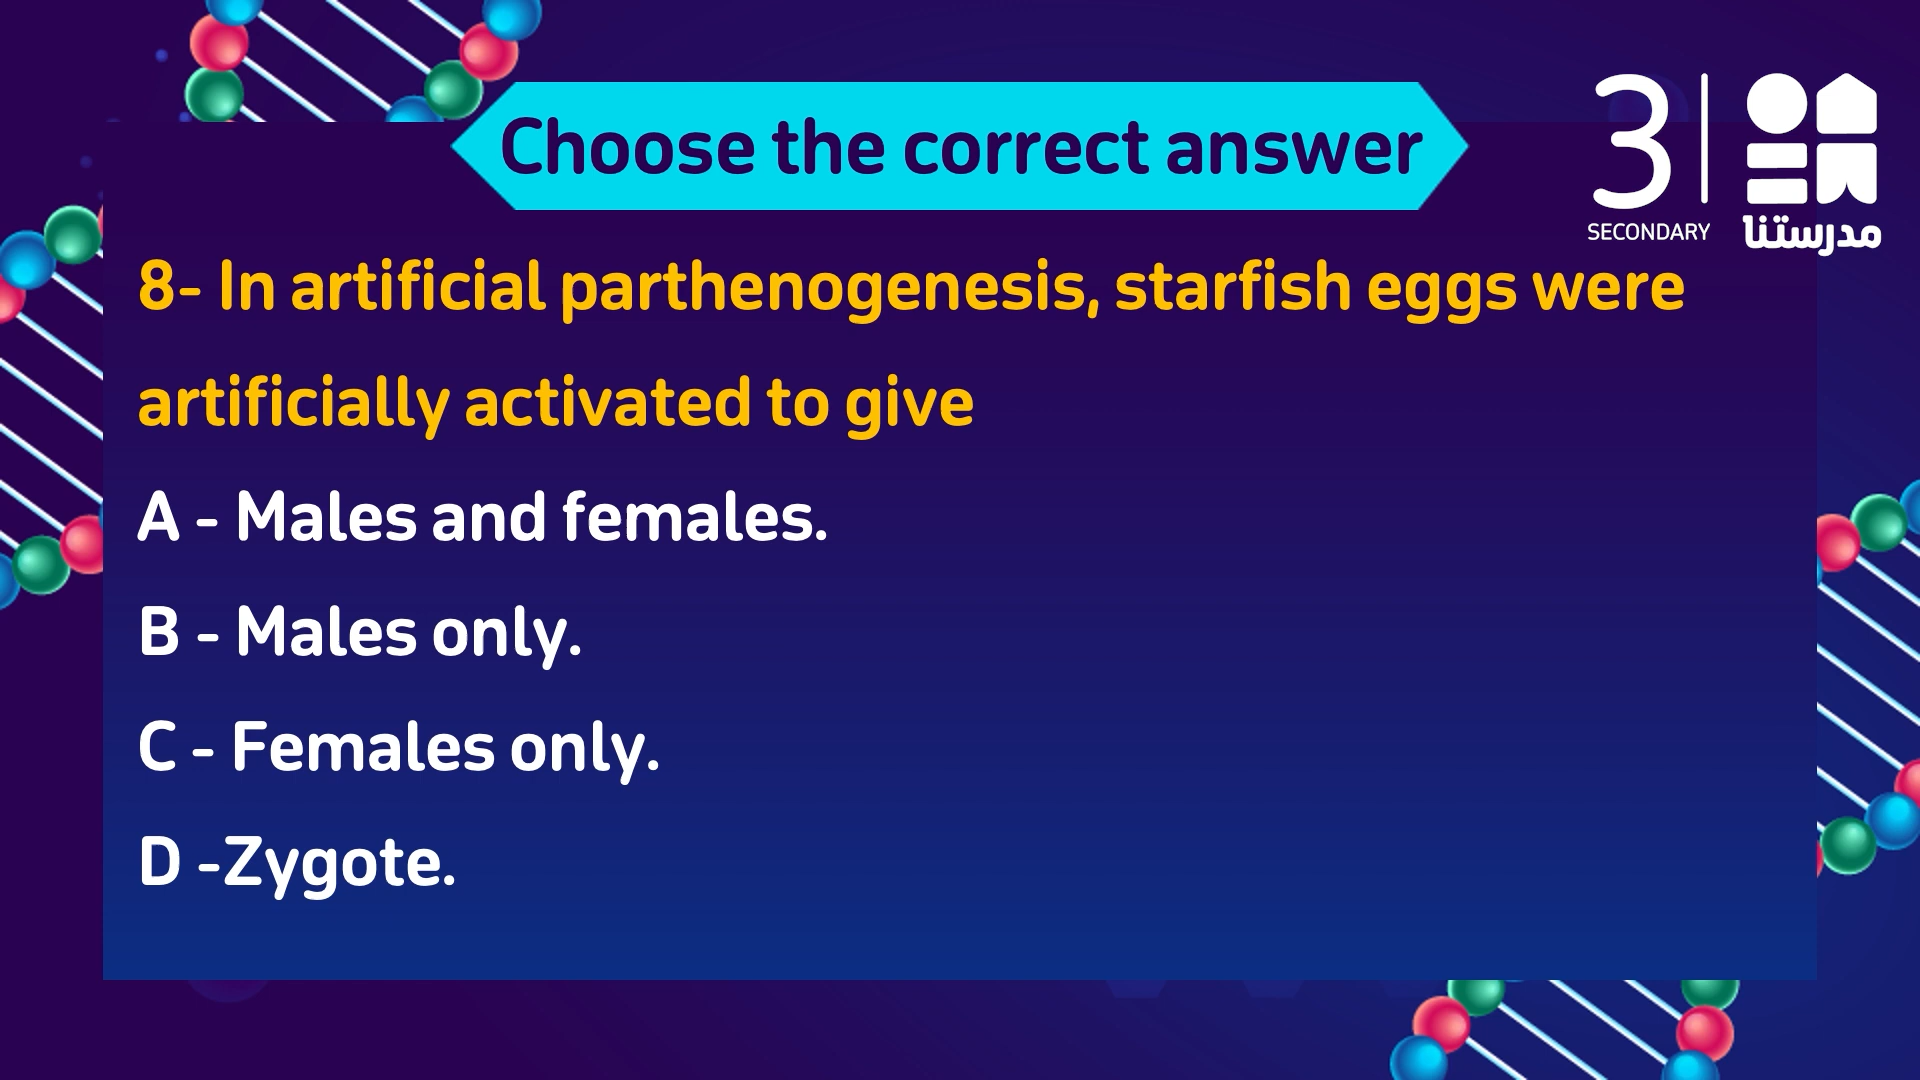 Choose the correct answer
3
SECONDARY
مدرستنا
8- In artificial parthenogenesis, starfish eggs were
artificially activated to give
A - Males and females.
B - Males only.
C - Females only.
D -Zygote.